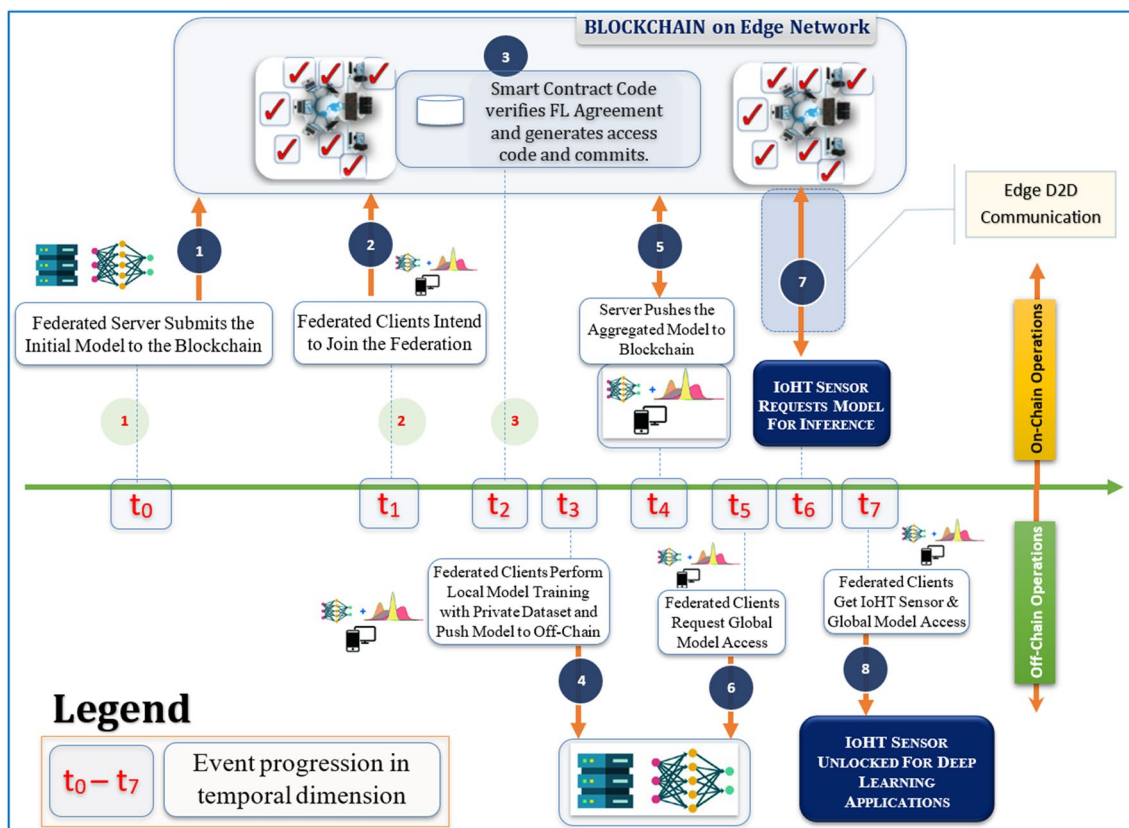 BLOCKCHAIN on Edge Network
3
Smart Contract Code
verifies FL Agreement
and generates access
code and commits.
Edge D2D
Communication
1
2
5
7
Federated Server Submits the
Initial Model to the Blockchain
Federated Clients Intend
to Join the Federation
Server Pushes the
Aggregated Model to
Blockchain
IOHT SENSOR
REQUESTS MODEL
FOR INFERENCE
On-Chain Operations
1
2
3
t0
t1
t2
t3
t4
t5
t6
t7
Federated Clients Perform
Local Model Training
with Private Dataset and
Push Model to Off-Chain
Federated Clients
Request Global
Model Access
Federated Clients
Get IoHT Sensor &
Global Model Access
Off-Chain Operations
4
6
8
IOHT SENSOR
UNLOCKED FOR DEEP
LEARNING
APPLICATIONS
Legend
t0 – t7
Event progression in
temporal dimension